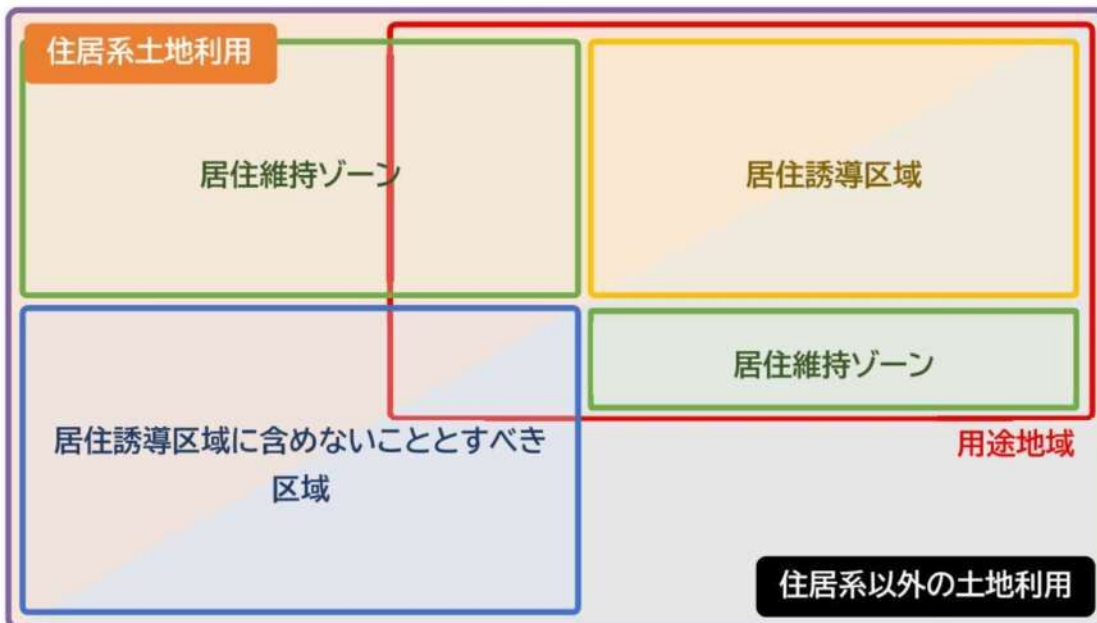 住居系土地利用
居住維持ゾーン
居住誘導区域
居住維持ゾーン
居住誘導区域に含めないこととすべき
区域
用途地域
住居系以外の土地利用